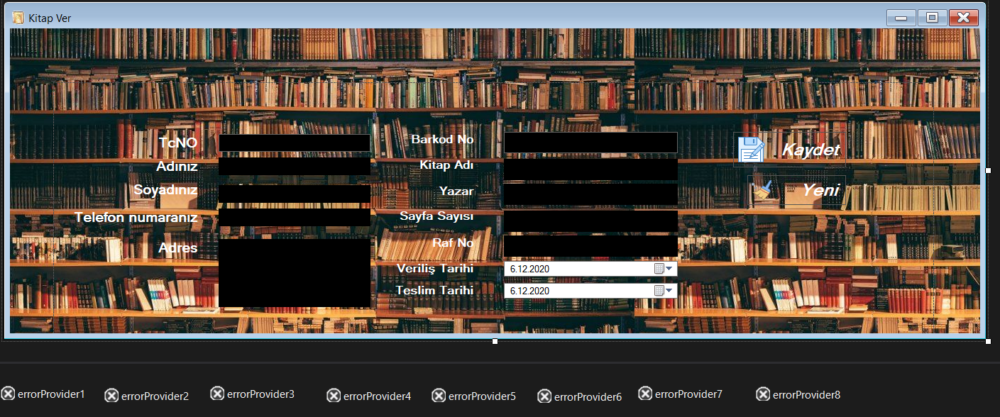 Kitap Ver
TcNO
Adınız
Soyadınız
Telefon numaranız
Adres
Barkod No
Kitap Adı
Yazar
Sayfa Sayısı
Raf No
Veriliş Tarihi
6.12.2020
Teslim Tarihi
6.12.2020
Kaydet
Yeni
errorProvider1 errorProvider2 errorProvider3 errorProvider4 errorProvider5 errorProvider6 errorProvider7 errorProvider8